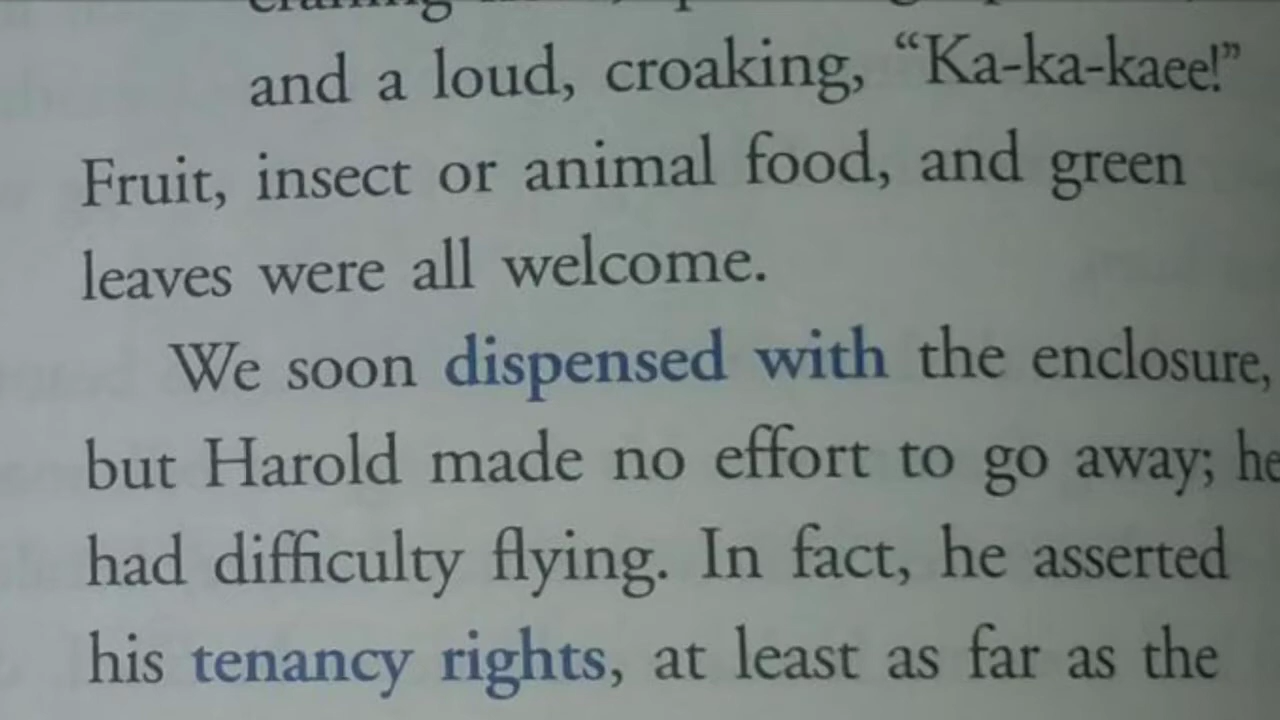 and a loud, croaking, “Ka-ka-kaee!”
Fruit, insect or animal food, and green
leaves were all welcome.
We soon dispensed with the enclosure,
but Harold made no effort to go away; he
had difficulty flying. In fact, he asserted
his tenancy rights, at least as far as the